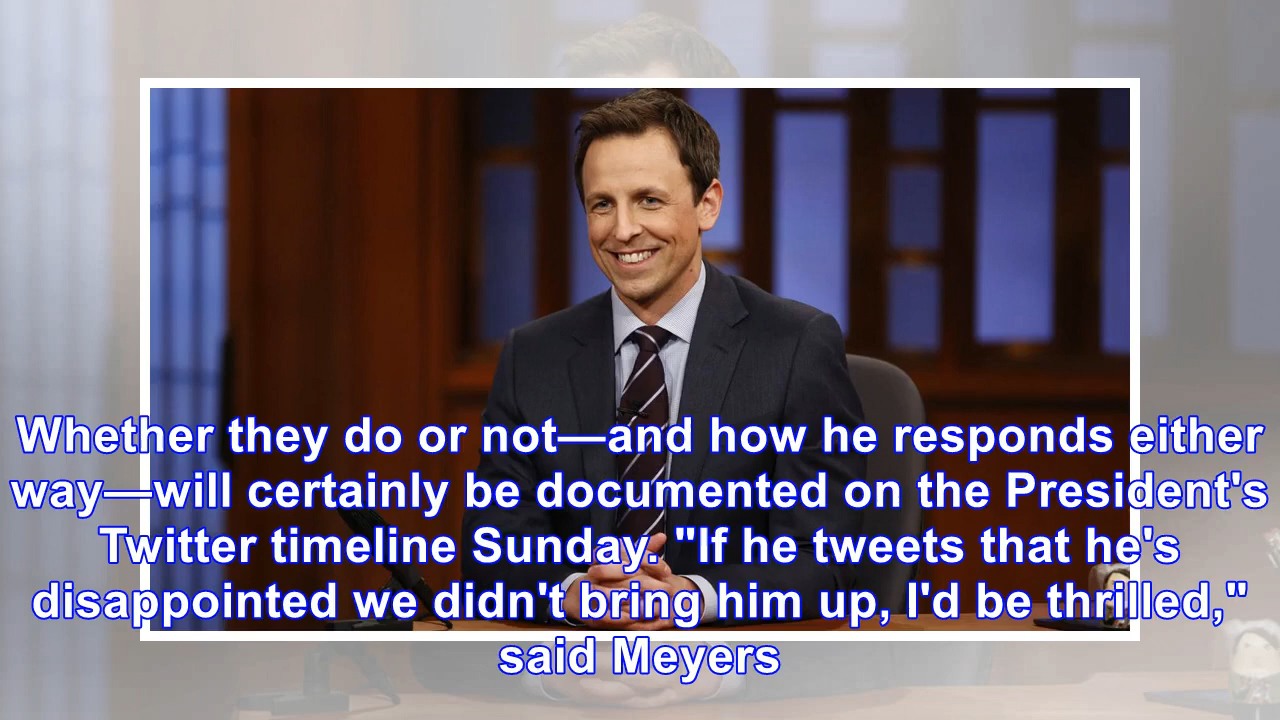 Whether they do or not—and how he responds either
way—will certainly be documented on the President's
Twitter timeline Sunday. "If he tweets that he's
disappointed we didn't bring him up, I'd be thrilled,"
said Meyers